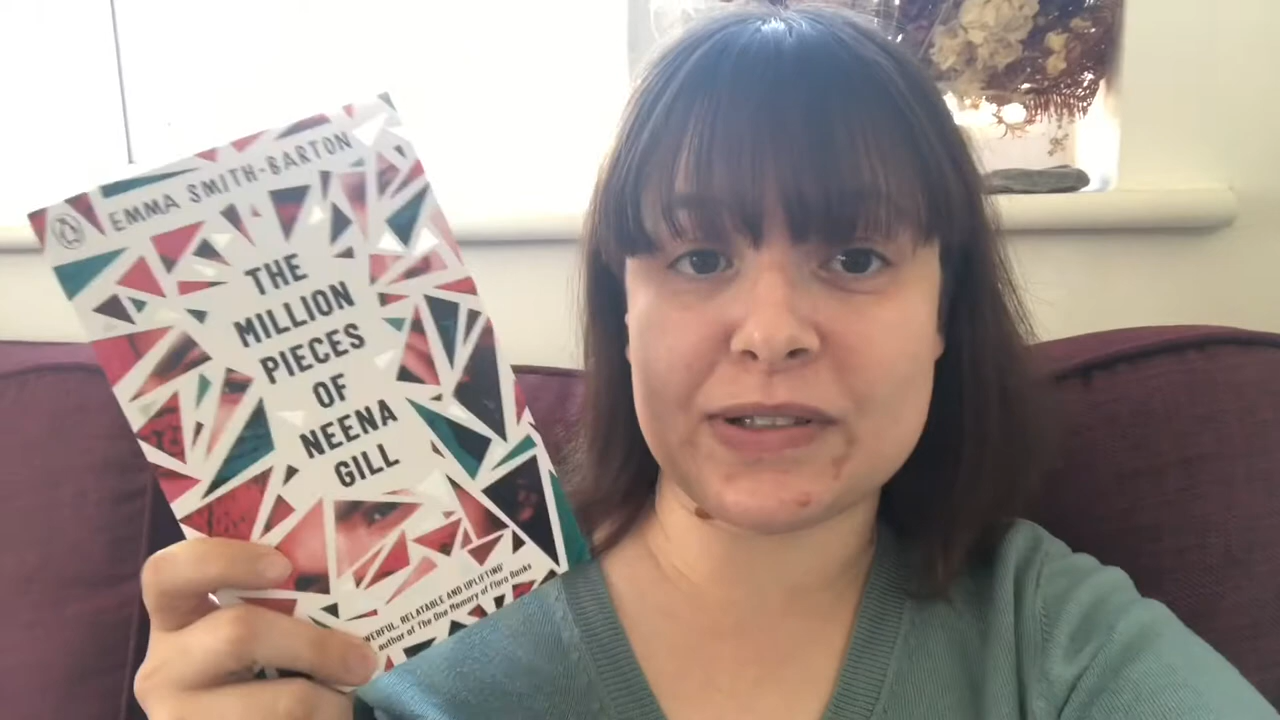 EMMA SMITH-BARTON
THE
MILLION
PIECES
OF
NEENA
GILL
POWERFUL, RELATABLE AND UPLIFTING'
author of The One Memory of Flora Banks